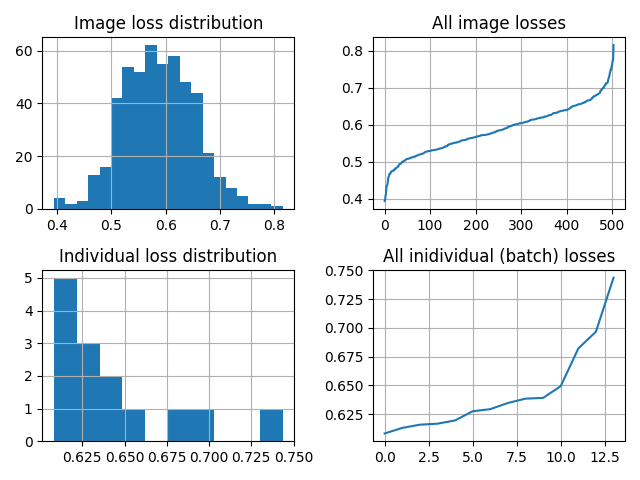 Image loss distribution
60
40
20
0
0.4 0.5 0.6 0.7 0.8
All image losses
0.8
0.7
0.6
0.5
0.4
0 100 200 300 400 500
Individual loss distribution
5
4
3
2
1
0
0.625 0.650 0.675 0.700 0.725 0.750
All inidividual (batch) losses
0.750
0.725
0.700
0.675
0.650
0.625
0.0 2.5 5.0 7.5 10.0 12.5